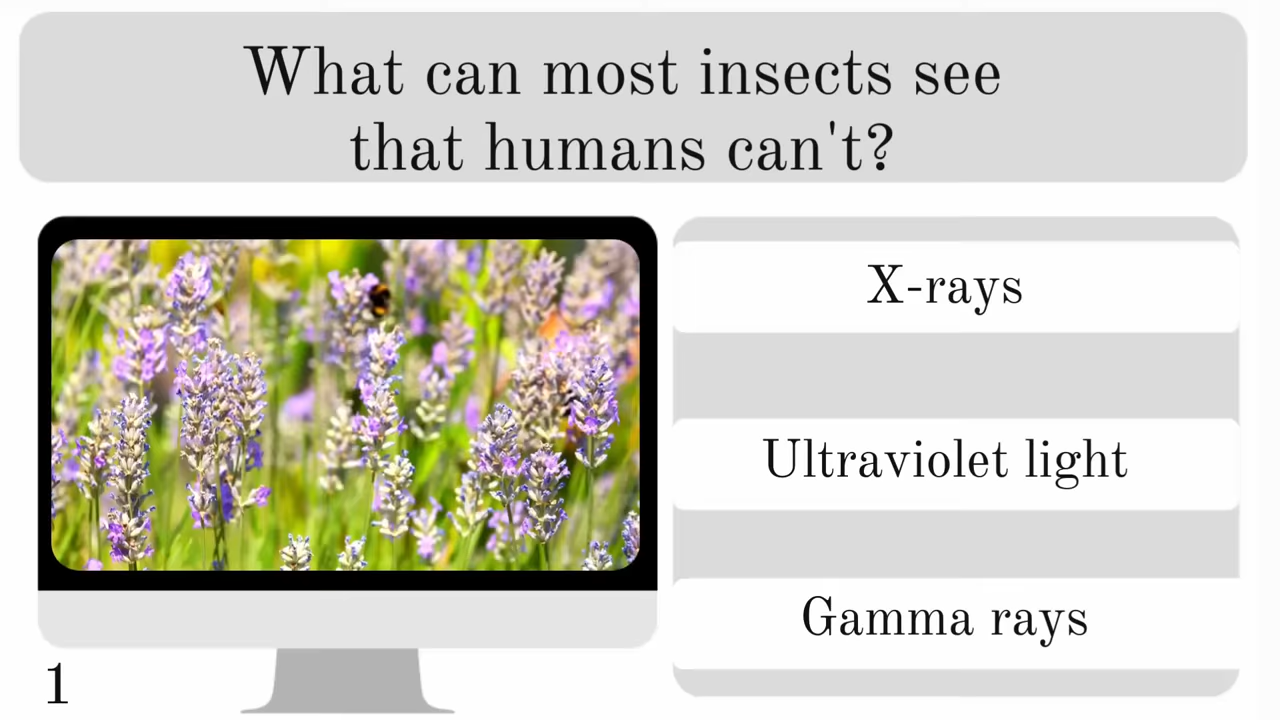 What can most insects see
that humans can't?
X-rays
Ultraviolet light
Gamma rays
1